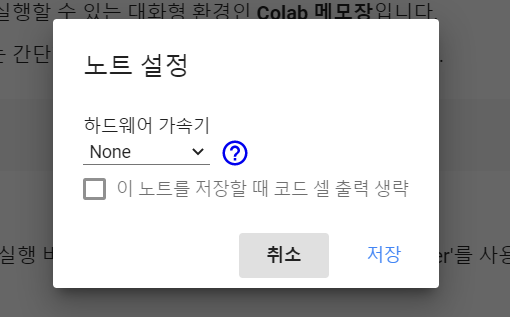 실행할 수 있는 대화형 환경인 Colab 메모장입니다.
는 간단
노트 설정
하드웨어 가속기
None
이 노트를 저장할 때 코드 셀 출력 생략
실행
er'를 사용
취소
저장